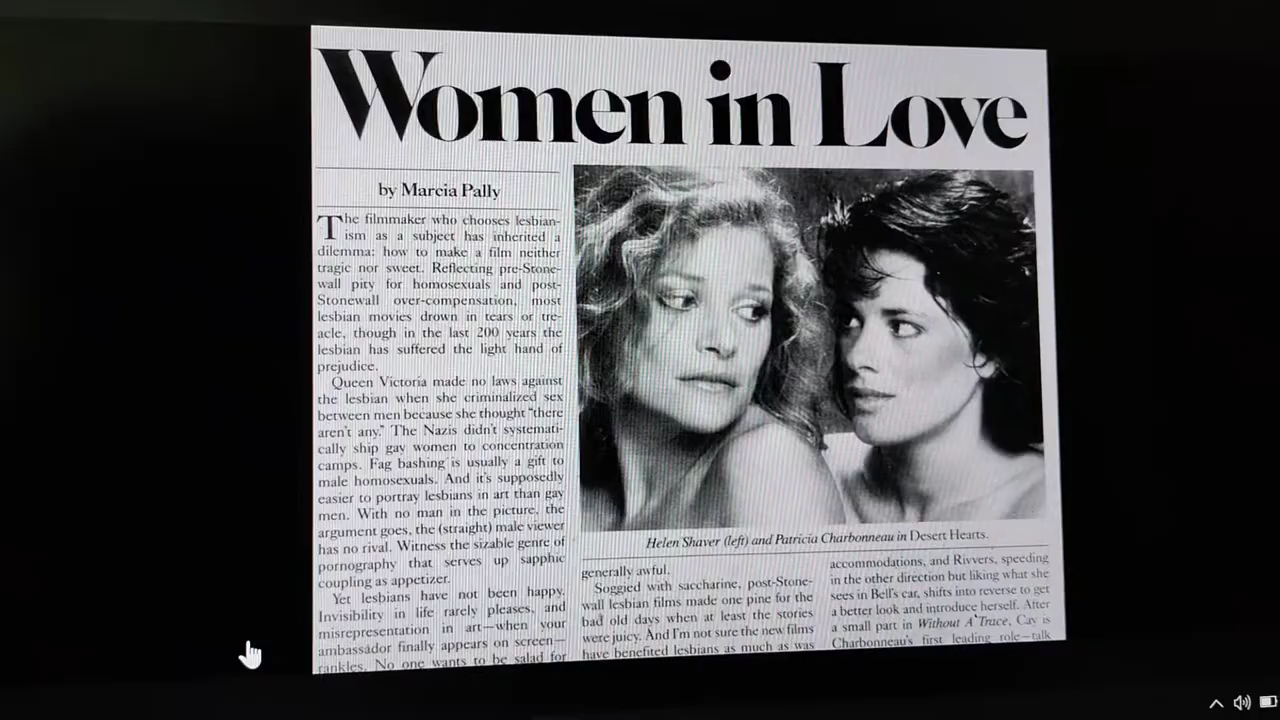 Women in Love
by Marcia Pally
The filmmaker who chooses lesbian-
ism as a subject has inherited a
dilemma: how to make a film neither
tragic nor sweet. Reflecting pre-Stone-
wall pity for homosexuals and post-
Stonewall over-compensation, most
lesbian movies drown in tears or tre-
acle, though in the last 200 years the
lesbian has suffered the light hand of
prejudice.
Queen Victoria made no laws against
the lesbian when she criminalized sex
between men because she thought "there
aren't any." The Nazis didn't systemati-
cally ship gay women to concentration
camps. Fag bashing is usually a gift to
male homosexuals. And it's supposedly
easier to portray lesbians in art than gay
men. With no man in the picture, the
argument goes, the (straight) male viewer
has no rival. Witness the sizable genre of
pornography that serves up sapphic
coupling as appetizer.
Yet lesbians have not been happy.
Invisibility in life rarely pleases, and
misrepresentation in art—when your
ambassador finally appears on screen—
rankles. No one wants to be salad for
Helen Shaver (left) and Patricia Charbonneau in Desert Hearts.
generally awful.
Soggied with saccharine, post-Stone-
wall lesbian films made one pine for the
bad old days when at least the stories
were juicy. And I'm not sure the new films
have benefited lesbians as much as was
accommodations, and Rivvers, speeding
in the other direction but liking what she
sees in Bell's car, shifts into reverse to get
a better look and introduce herself. After
a small part in Without A Trace, Cay is
Charbonneau's first leading role—talk